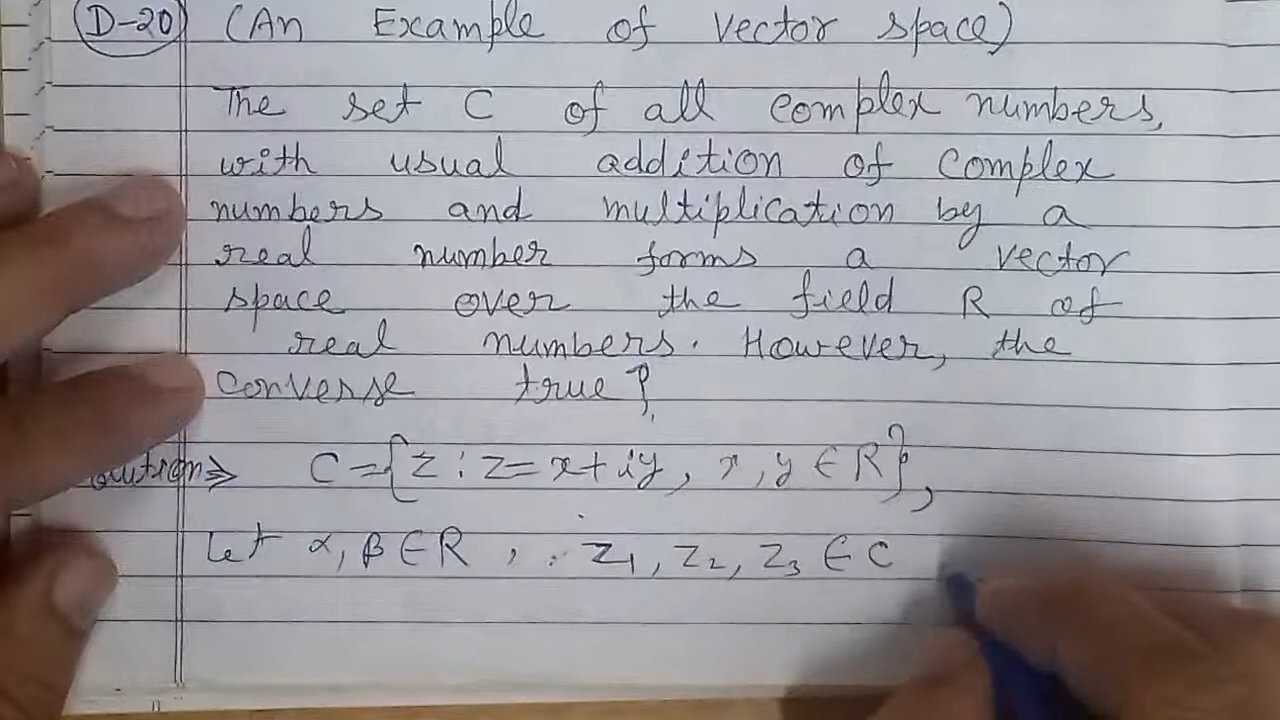 D-20 (An Example of vector space)
The set C of all complex numbers,
with usual addition of complex
numbers and multiplication by a
real number forms a vector
space over the field R of
real numbers. However, the
converse true?
C={z : z=x+iy, x,y∈R},
Let α,β∈R, z₁, z₂, z₃ ∈ C